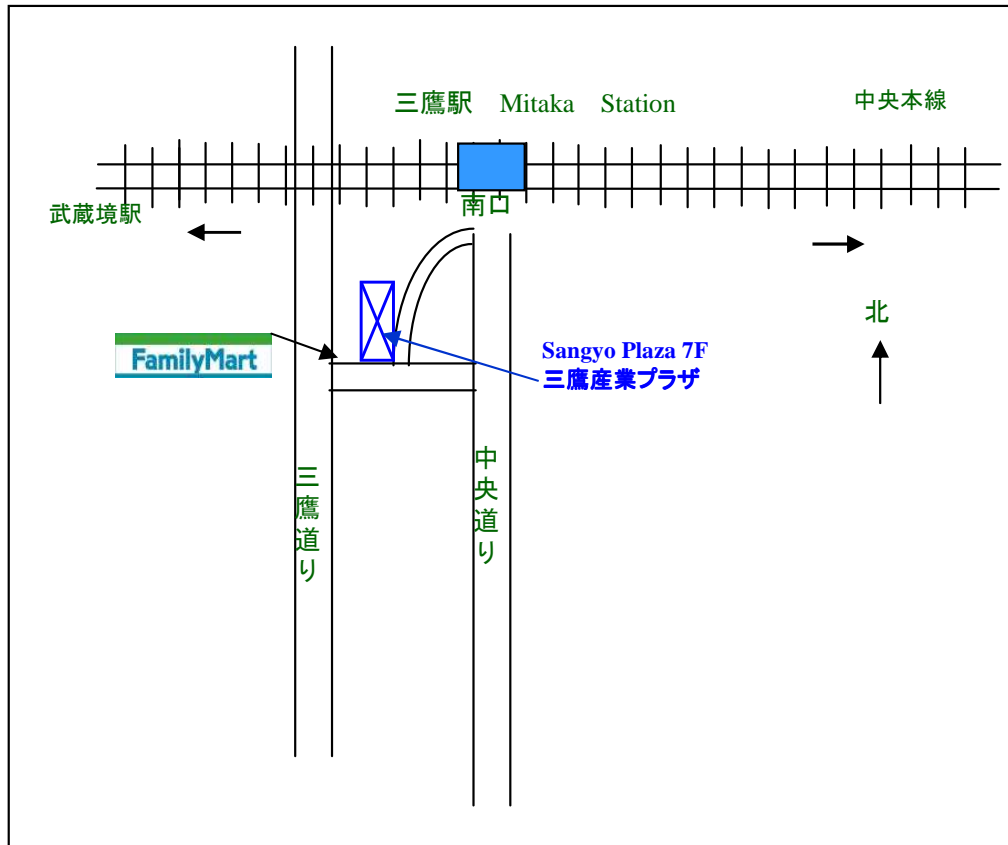 三鷹駅 Mitaka Station
中央本線
武蔵境駅
南口
北
FamilyMart
Sangyo Plaza 7F
三鷹産業プラザ
三鷹道り
中央道り